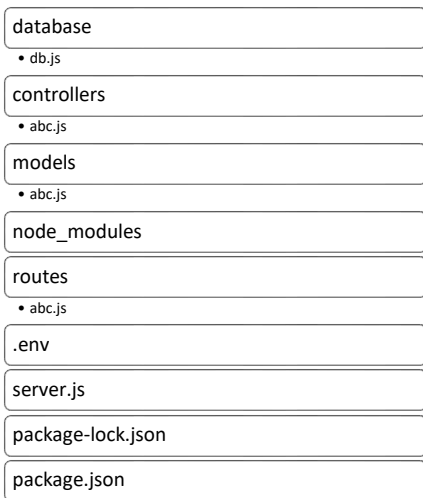 database
• db.js
controllers
• abc.js
models
• abc.js
node_modules
routes
• abc.js
.env
server.js
package-lock.json
package.json